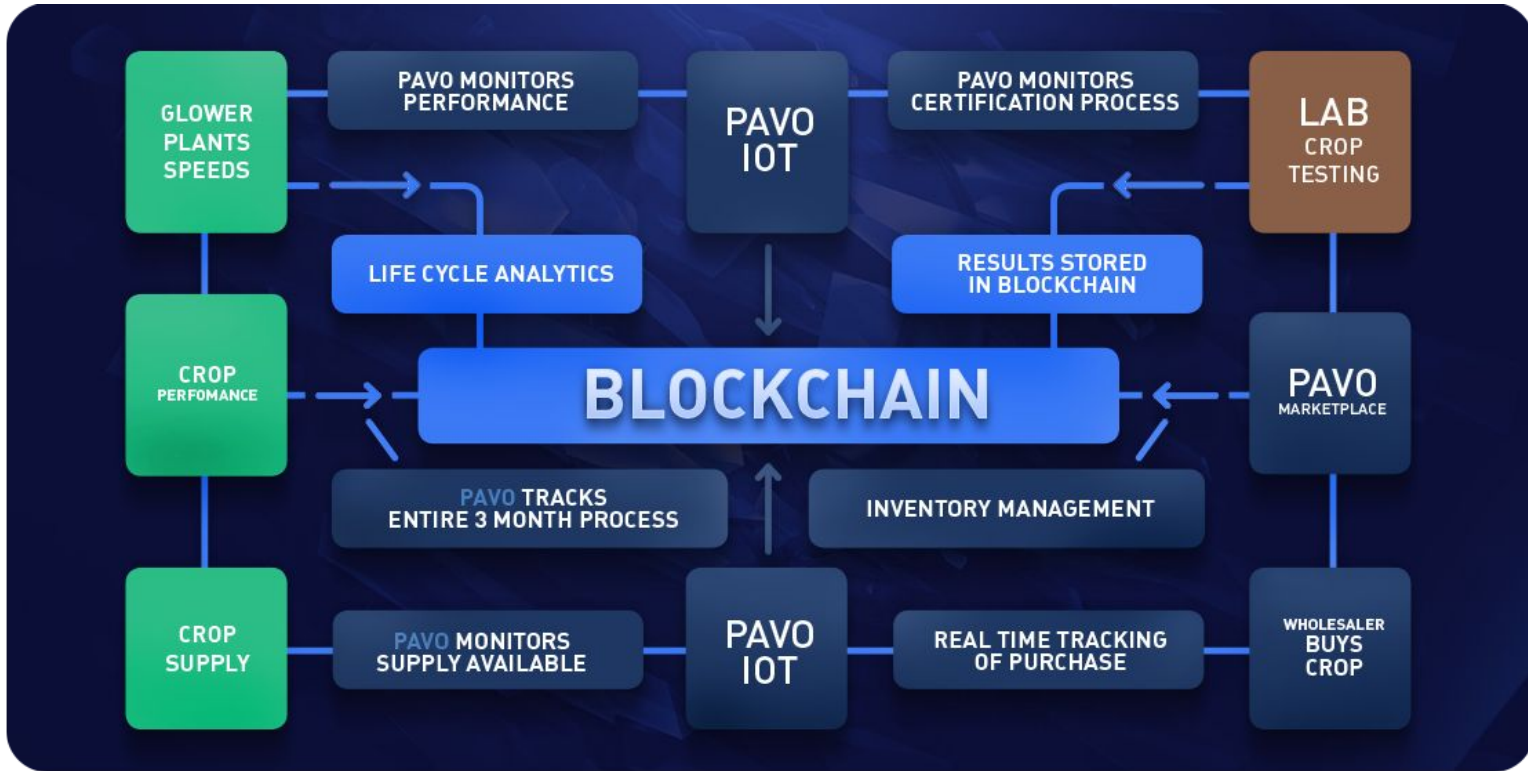 GLOWER
PLANTS
SPEEDS
PAVO MONITORS
PERFORMANCE
PAVO
IOT
PAVO MONITORS
CERTIFICATION PROCESS
LAB
CROP
TESTING
LIFE CYCLE ANALYTICS
RESULTS STORED
IN BLOCKCHAIN
CROP
PERFOMANCE
BLOCKCHAIN
PAVO
MARKETPLACE
PAVO TRACKS
ENTIRE 3 MONTH PROCESS
INVENTORY MANAGEMENT
CROP
SUPPLY
PAVO MONITORS
SUPPLY AVAILABLE
PAVO
IOT
REAL TIME TRACKING
OF PURCHASE
WHOLESALER
BUYS
CROP